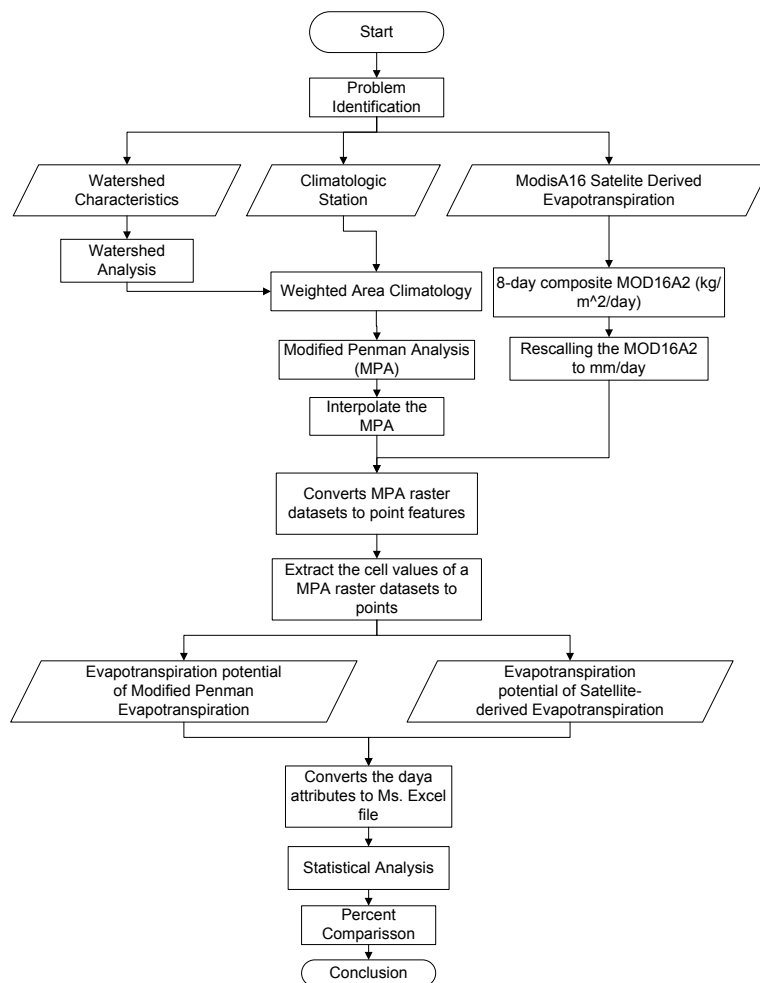 Start
Problem
Identification
Watershed
Characteristics
Climatologic
Station
ModisA16 Satelite Derived
Evapotranspiration
Watershed
Analysis
Weighted Area Climatology
8-day composite MOD16A2 (kg/
m^2/day)
Modified Penman Analysis
(MPA)
Rescalling the MOD16A2
to mm/day
Interpolate the
MPA
Converts MPA raster
datasets to point features
Extract the cell values of a
MPA raster datasets to
points
Evapotranspiration potential
of Modified Penman
Evapotranspiration
Evapotranspiration
potential of Satellite-
derived Evapotranspiration
Converts the daya
attributes to Ms. Excel
file
Statistical Analysis
Percent
Comparisson
Conclusion